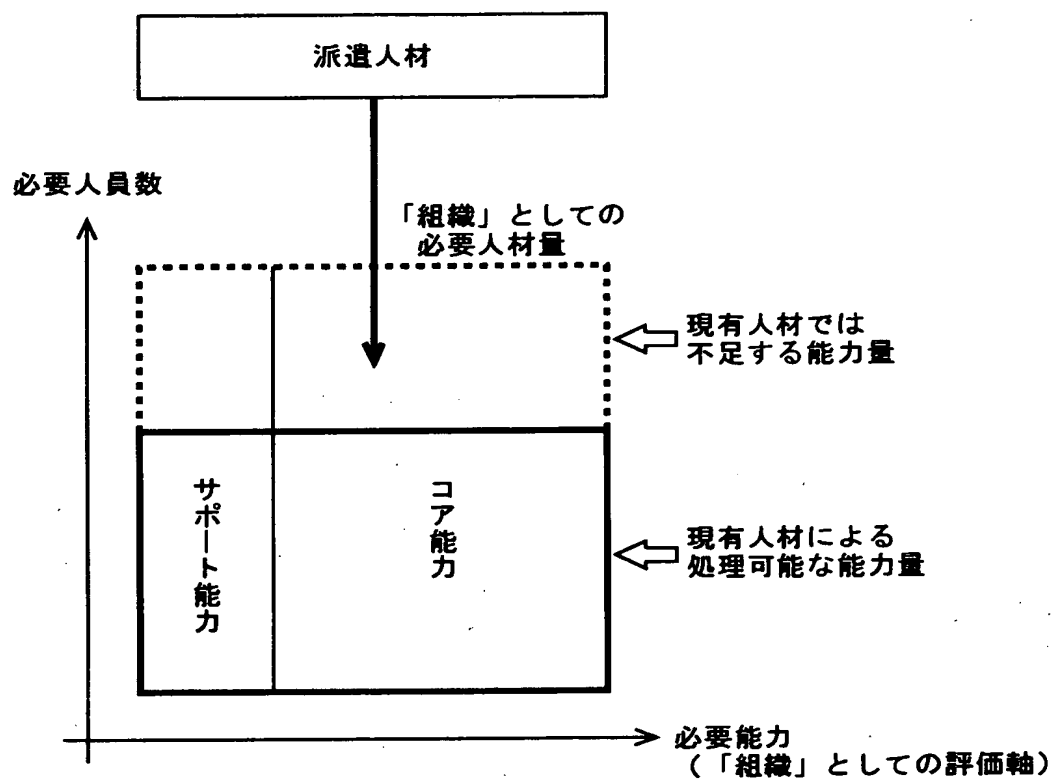 派遣人材
必要人員数
「組織」としての
必要人材量
現有人材では
不足する能力量
サポート能力
コア能力
現有人材による
処理可能な能力量
必要能力
(「組織」としての評価軸)